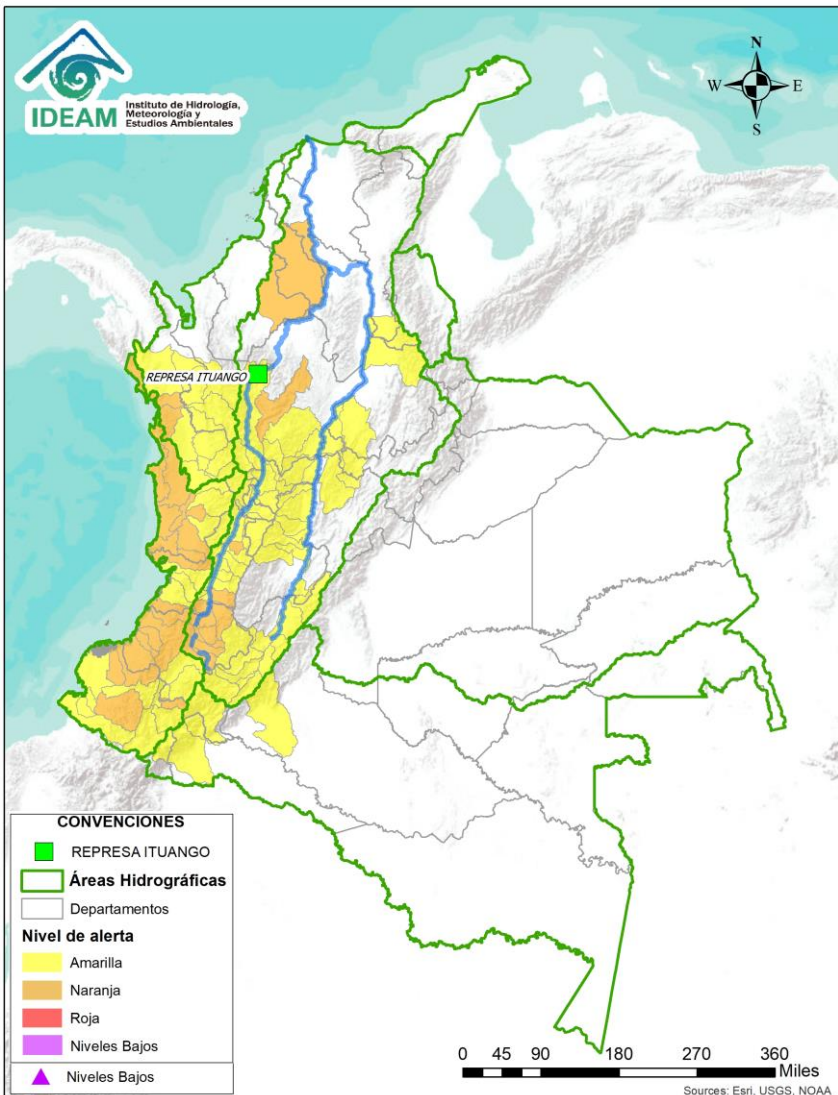 IDEAM
Instituto de Hidrología,
Meteorología y
Estudios Ambientales
N
W
E
S
REPRESA ITUANGO
CONVENCIONES
REPRESA ITUANGO
Áreas Hidrográficas
Departamentos
Nivel de alerta
Amarilla
Naranja
Roja
Niveles Bajos
Niveles Bajos
0 45 90 180 270 360
Miles
Sources: Esri, USGS, NOAA